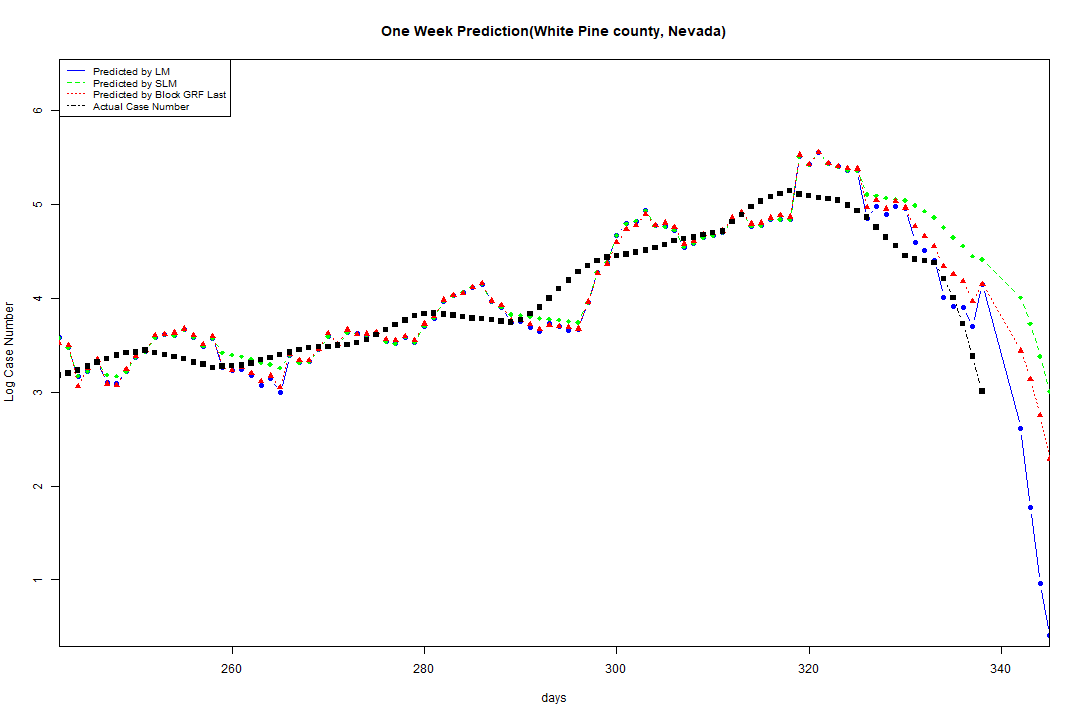 One Week Prediction(White Pine county, Nevada)
Predicted by LM
Predicted by SLM
Predicted by Block GRF Last
Actual Case Number
Log Case Number
6
5
4
3
2
1
260 280 300 320 340
days